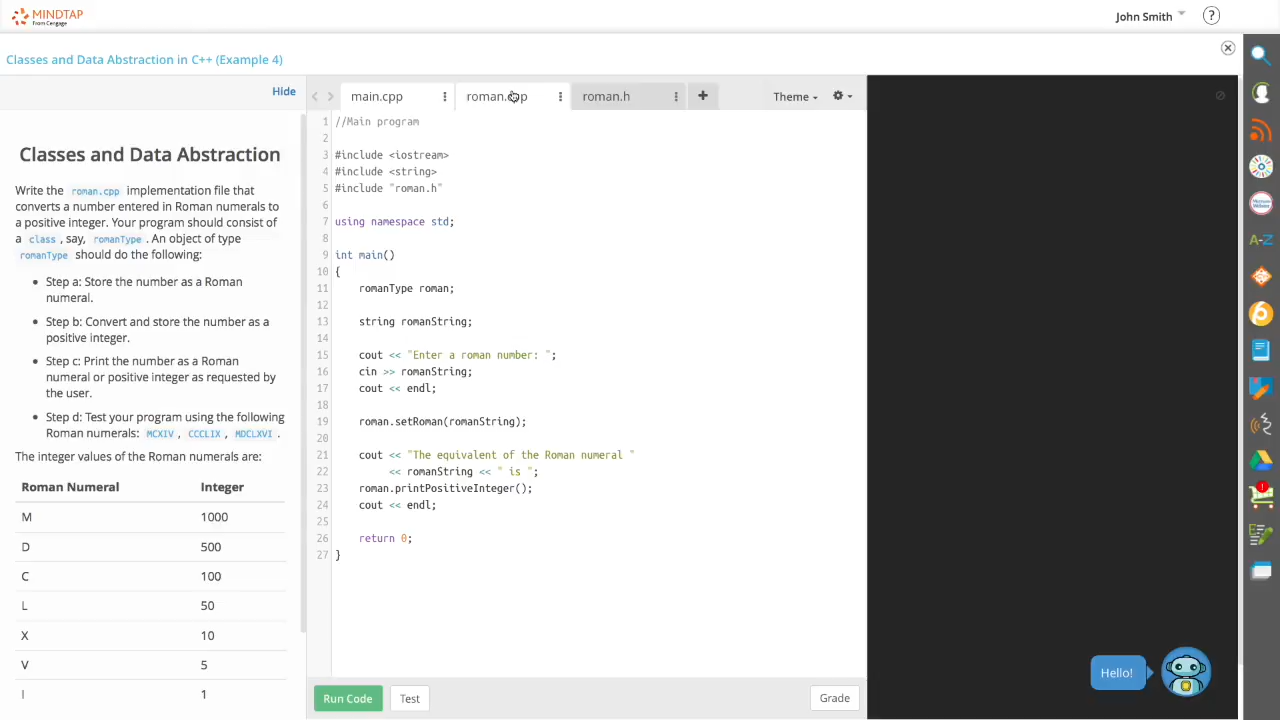 MINDTAP
From Cengage
John Smith
?
Classes and Data Abstraction in C++ (Example 4)
Hide
Classes and Data Abstraction
Write the roman.cpp implementation file that
converts a number entered in Roman numerals to
a positive integer. Your program should consist of
a class, say, romanType. An object of type
romanType should do the following:
Step a: Store the number as a Roman
numeral.
Step b: Convert and store the number as a
positive integer.
Step c: Print the number as a Roman
numeral or positive integer as requested by
the user.
Step d: Test your program using the following
Roman numerals: MCXIV, CCCLIX, MDCLXVI.
The integer values of the Roman numerals are:
Roman Numeral Integer
M 1000
D 500
C 100
L 50
X 10
V 5
I 1
main.cpp roman.cpp roman.h + Theme
1 //Main program
2
3 #include <iostream>
4 #include <string>
5 #include "roman.h"
6
7 using namespace std;
8
9 int main()
10 {
11 romanType roman;
12
13 string romanString;
14
15 cout << "Enter a roman number: ";
16 cin >> romanString;
17 cout << endl;
18
19 roman.setRoman(romanString);
20
21 cout << "The equivalent of the Roman numeral "
22 << romanString << " is ";
23 roman.printPositiveInteger();
24 cout << endl;
25
26 return 0;
27 }
Run Code Test Grade
Hello!
A-Z
!